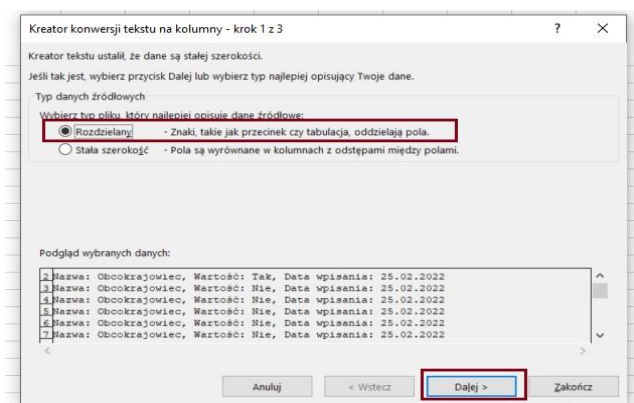 Kreator konwersji tekstu na kolumny - krok 1 z 3 ? ×
Kreator tekstu ustalił, że dane są stałej szerokości.
Jeśli tak jest, wybierz przycisk Dalej lub wybierz typ najlepiej opisujący Twoje dane.
Typ danych źródłowych
Wybierz typ pliku, który najlepiej opisuje dane źródłowe:
Rozdzielany - Znaki, takie jak przecinek czy tabulacja, oddzielają pola.
Stała szerokość - Pola są wyrównane w kolumnach z odstępami między polami.
Podgląd wybranych danych:
2 Nazwa: Obcokrajowiec, Wartość: Tak, Data wpisania: 25.02.2022
3 Nazwa: Obcokrajowiec, Wartość: Nie, Data wpisania: 25.02.2022
4 Nazwa: Obcokrajowiec, Wartość: Nie, Data wpisania: 25.02.2022
5 Nazwa: Obcokrajowiec, Wartość: Nie, Data wpisania: 25.02.2022
6 Nazwa: Obcokrajowiec, Wartość: Nie, Data wpisania: 25.02.2022
7 Nazwa: Obcokrajowiec, Wartość: Nie, Data wpisania: 25.02.2022
Anuluj < Wstecz Dalej > Zakończ